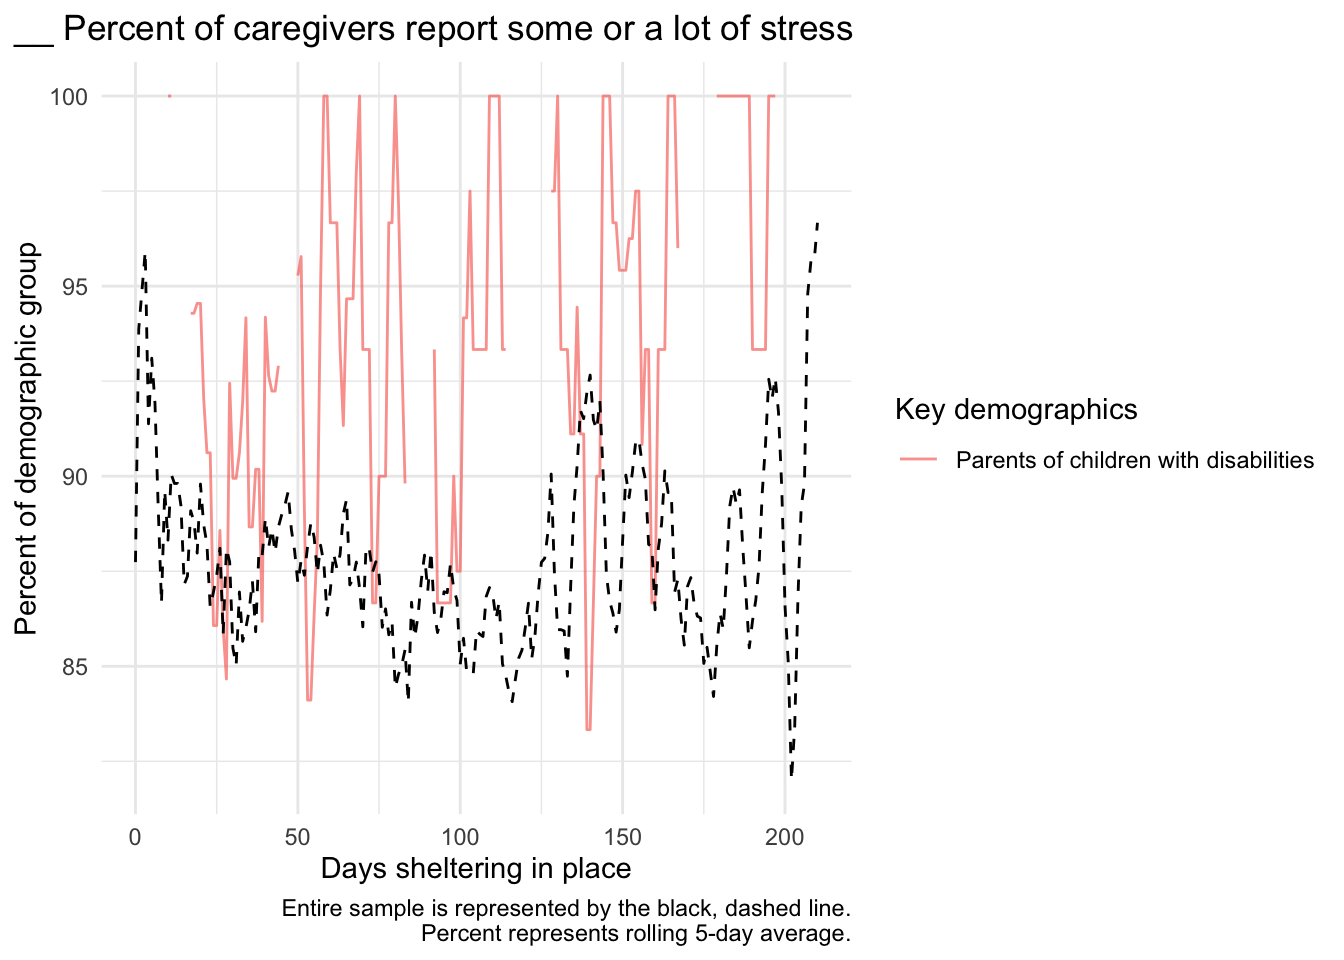 __ Percent of caregivers report some or a lot of stress
100
95
90
85
Percent of demographic group
0 50 100 150 200
Days sheltering in place
Key demographics
Parents of children with disabilities
Entire sample is represented by the black, dashed line.
Percent represents rolling 5-day average.